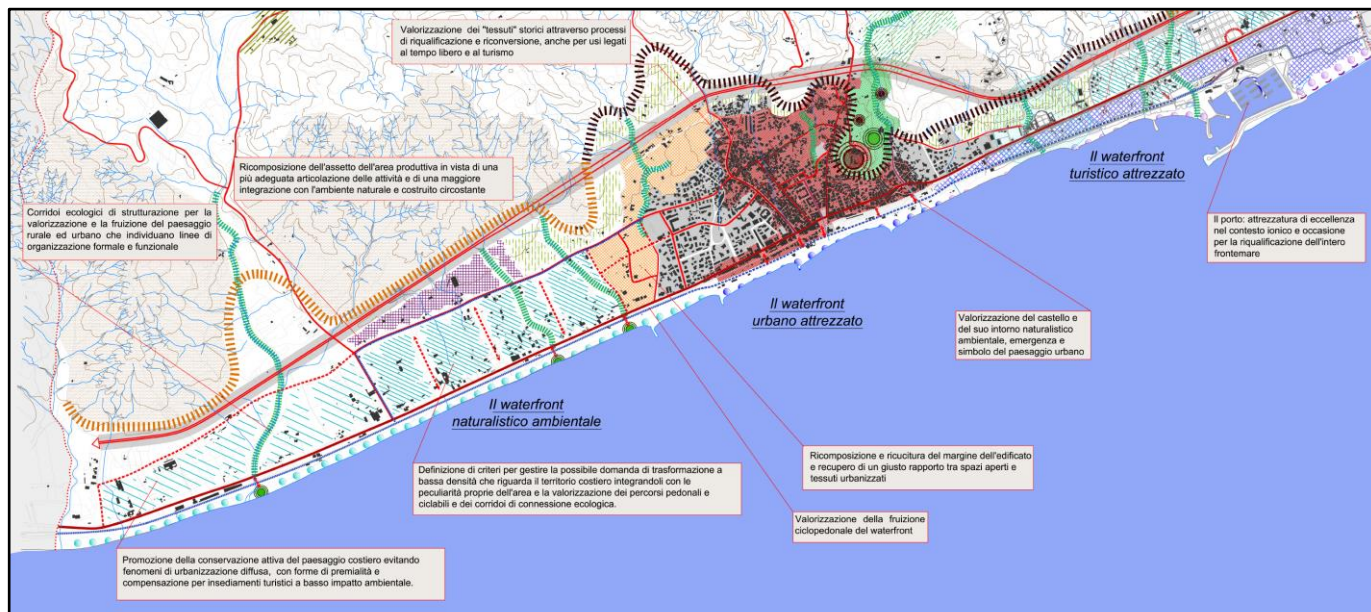 Valorizzazione dei "tessuti" storici attraverso processi
di riqualificazione e riconversione, anche per usi legati
al tempo libero e al turismo
Ricomposizione dell'assetto dell'area produttiva in vista di una
più adeguata articolazione delle attività e di una maggiore
integrazione con l'ambiente naturale e costruito circostante
Corridoi ecologici di strutturazione per la
valorizzazione e la fruizione del paesaggio
rurale ed urbano che individuano linee di
organizzazione formale e funzionale
Il waterfront
turistico attrezzato
Il porto: attrezzatura di eccellenza
nel contesto ionico e occasione
per la riqualificazione dell'intero
frontemare
Il waterfront
urbano attrezzato
Valorizzazione del castello e
del suo intorno naturalistico
ambientale, emergenza e
simbolo del paesaggio urbano
Il waterfront
naturalistico ambientale
Definizione di criteri per gestire la possibile domanda di trasformazione a
bassa densità che riguarda il territorio costiero integrandoli con le
peculiarità proprie dell'area e la valorizzazione dei percorsi pedonali e
ciclabili e dei corridoi di connessione ecologica.
Ricomposizione e ricucitura del margine dell'edificato
e recupero di un giusto rapporto tra spazi aperti e
tessuti urbanizzati
Valorizzazione della fruizione
ciclopedonale del waterfront
Promozione della conservazione attiva del paesaggio costiero evitando
fenomeni di urbanizzazione diffusa, con forme di premialità e
compensazione per insediamenti turistici a basso impatto ambientale.